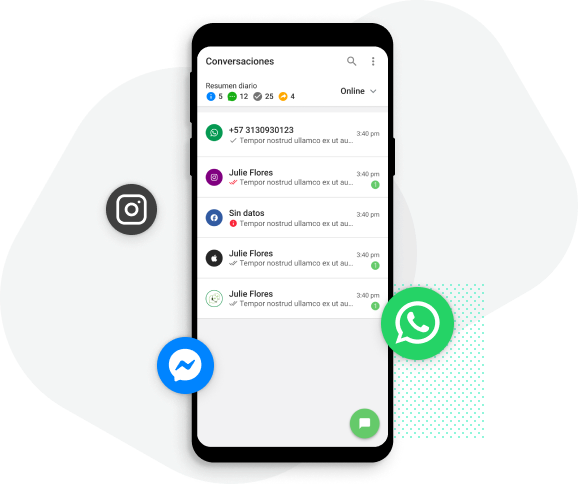 Conversaciones
Resumen diario
5 12 25 4
Online
+57 3130930123
Tempor nostrud ullamco ex ut au...
3:40 pm
Julie Flores
Tempor nostrud ullamco ex ut au...
3:40 pm
Sin datos
Tempor nostrud ullamco ex ut au...
3:40 pm
Julie Flores
Tempor nostrud ullamco ex ut au...
3:40 pm
Julie Flores
Tempor nostrud ullamco ex ut au...
3:40 pm